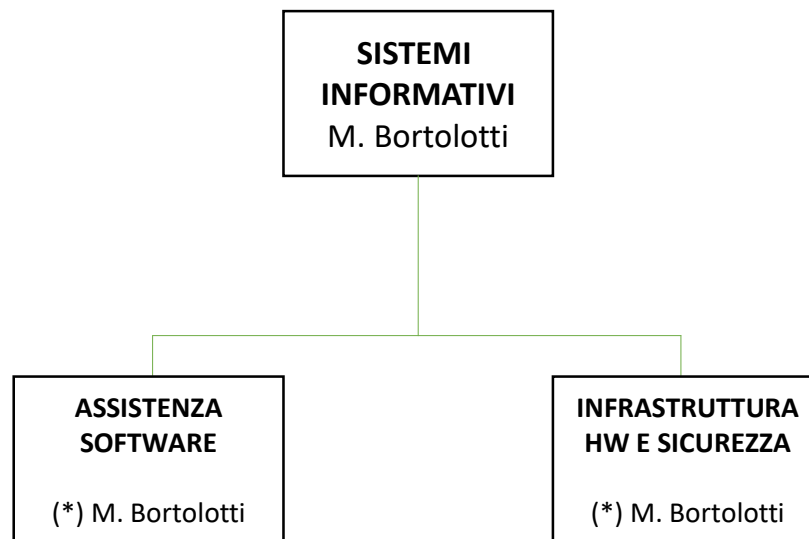 SISTEMI
INFORMATIVI
M. Bortolotti
ASSISTENZA
SOFTWARE
(*) M. Bortolotti
INFRASTRUTTURA
HW E SICUREZZA
(*) M. Bortolotti